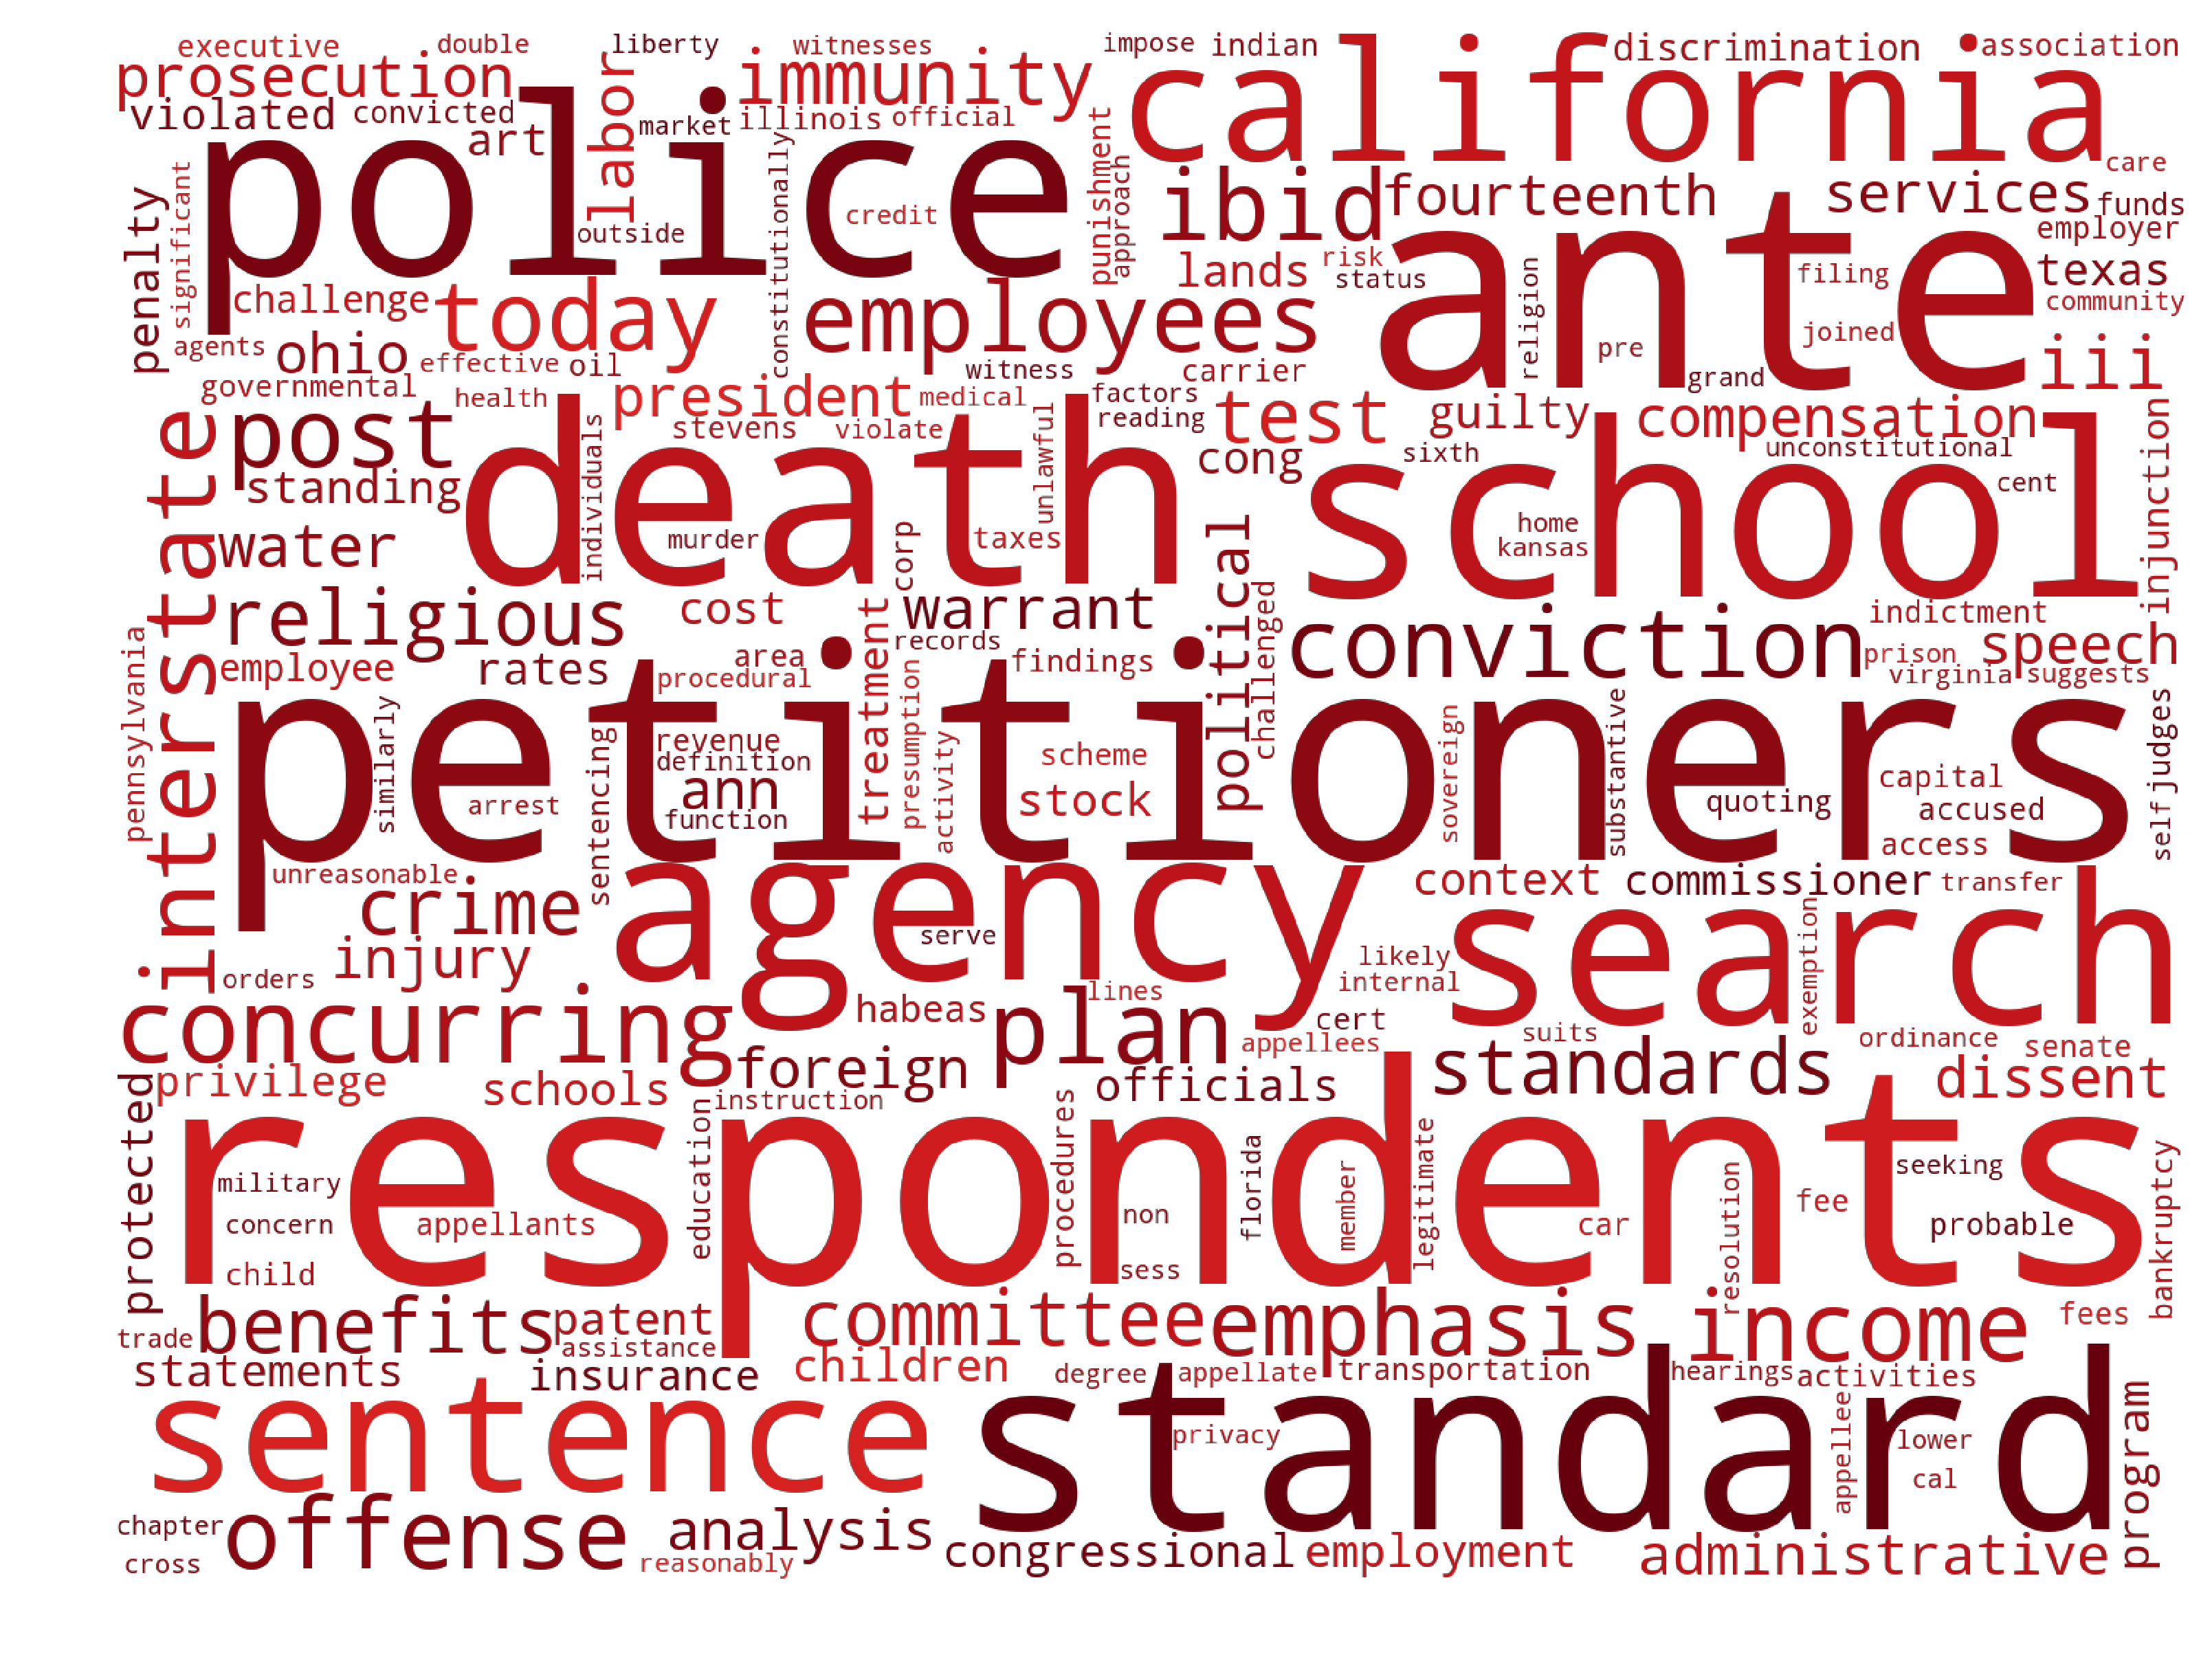 executive
double
liberty
witnesses
impose
indian
discrimination
association
prosecution
immunity
california
violated
convicted
art
labor
market
illinois
official
police
constitutionally
punishment
approach
care
ibid
fourteenth
services
funds
employer
penalty
significant
outside
credit
ante
lands
risk
status
religion
filing
texas
community
challenge
today
employees
joined
agents
ohio
effective
oil
witness
carrier
pre
grand
iii
governmental
health
president
medical
factors
reading
test
guilty
compensation
post
death
individuals
stevens
violate
unlawful
cong
sixth
unconstitutional
school
cent
injunction
interstate
standing
water
murder
corp
taxes
political
home
kansas
religious
cost
warrant
challenged
conviction
indictment
speech
pennsylvania
employee
rates
area
procedural
treatment
records
presumption
findings
prison
virginia
suggests
petitioners
similarly
arrest
sentencing
revenue
definition
ann
function
activity
scheme
stock
sovereign
substantive
quoting
capital
accused
access
self
judges
unreasonable
crime
agency
context
commissioner
transfer
injury
serve
search
likely
internal
exemption
orders
concurring
habeas
plan
lines
cert
appellees
suits
ordinance
senate
privilege
schools
foreign
officials
standards
dissent
protected
instruction
respondents
military
concern
appellants
child
education
procedures
non
sess
florida
member
legitimate
car
resolution
fee
seeking
probable
bankruptcy
benefits
patent
committee
emphasis
income
fees
trade
assistance
statements
insurance
children
degree
appellate
transportation
hearings
activities
sentence
standard
privacy
appellee
lower
cal
program
chapter
offense
analysis
cross
reasonably
congressional
employment
administrative